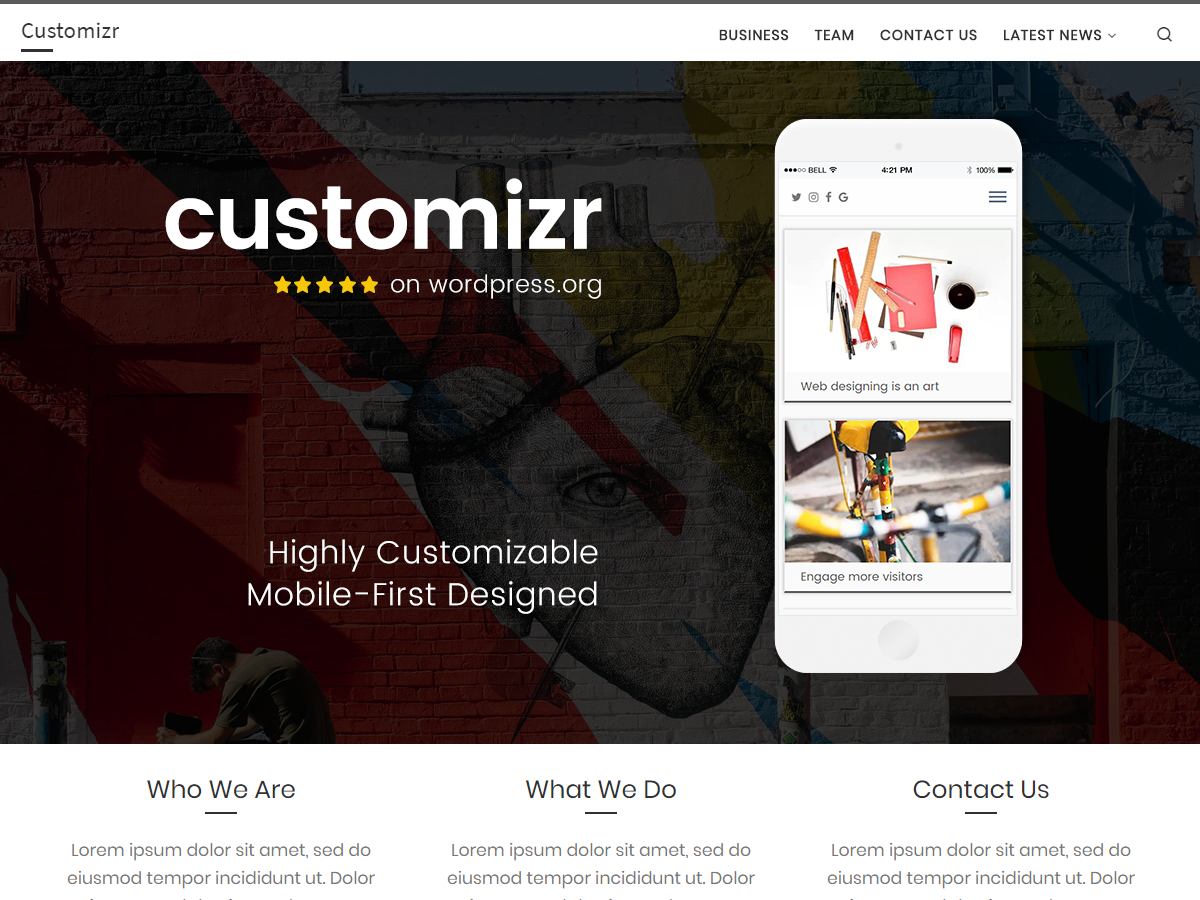 Customizr
BUSINESS TEAM CONTACT US LATEST NEWS
customizr
on wordpress.org
Highly Customizable
Mobile-First Designed
BELL 4:21 PM 100%
Web designing is an art
Engage more visitors
Who We Are
Lorem ipsum dolor sit amet, sed do
eiusmod tempor incididunt ut. Dolor
What We Do
Lorem ipsum dolor sit amet, sed do
eiusmod tempor incididunt ut. Dolor
Contact Us
Lorem ipsum dolor sit amet, sed do
eiusmod tempor incididunt ut. Dolor